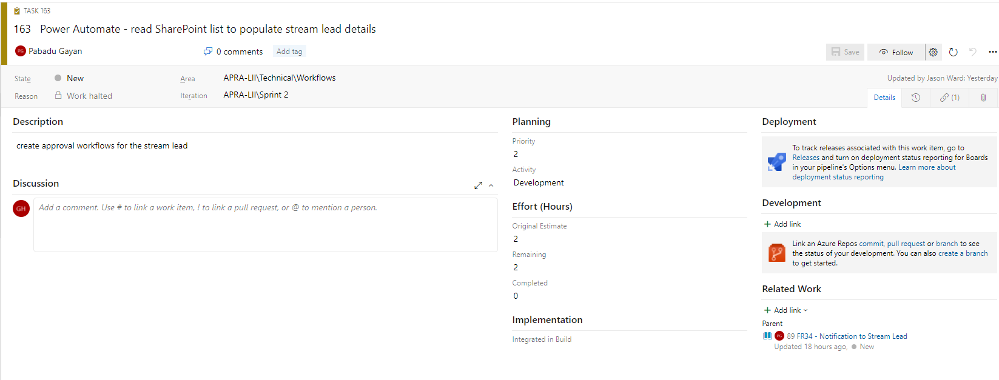 TASK 163
163 Power Automate - read SharePoint list to populate stream lead details
PG Pabadu Gayan
0 comments
Add tag
Save
Follow
State
New
Area
APRA-LII\Technical\Workflows
Updated by Jason Ward: Yesterday
Reason
Work halted
Iteration
APRA-LII\Sprint 2
Details
(1)
Description
create approval workflows for the stream lead
Discussion
GH
Add a comment. Use # to link a work item, ! to link a pull request, or @ to mention a person.
Planning
Priority
2
Activity
Development
Effort (Hours)
Original Estimate
2
Remaining
2
Completed
0
Implementation
Integrated in Build
Deployment
To track releases associated with this work item, go to
Releases and turn on deployment status reporting for Boards
in your pipeline's Options menu. Learn more about
deployment status reporting
Development
+ Add link
Link an Azure Repos commit, pull request or branch to see
the status of your development. You can also create a branch
to get started.
Related Work
+ Add link
Parent
PG 89 FR34 - Notification to Stream Lead
Updated 18 hours ago, New